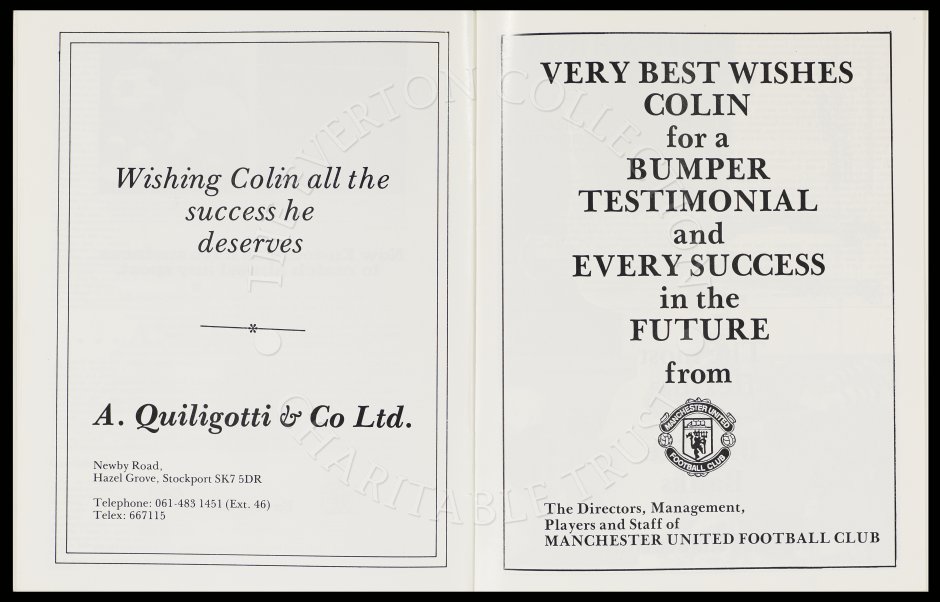 Wishing Colin all the
success he
deserves
*
A. Quiligotti & Co Ltd.
Newby Road,
Hazel Grove, Stockport SK7 5DR
Telephone: 061-483 1451 (Ext. 46)
Telex: 667115
VERY BEST WISHES
COLIN
for a
BUMPER
TESTIMONIAL
and
EVERY SUCCESS
in the
FUTURE
from
MANCHESTER UNITED
FOOTBALL CLUB
The Directors, Management,
Players and Staff of
MANCHESTER UNITED FOOTBALL CLUB
EVERTON COLLECTION
CHARITABLE TRUST